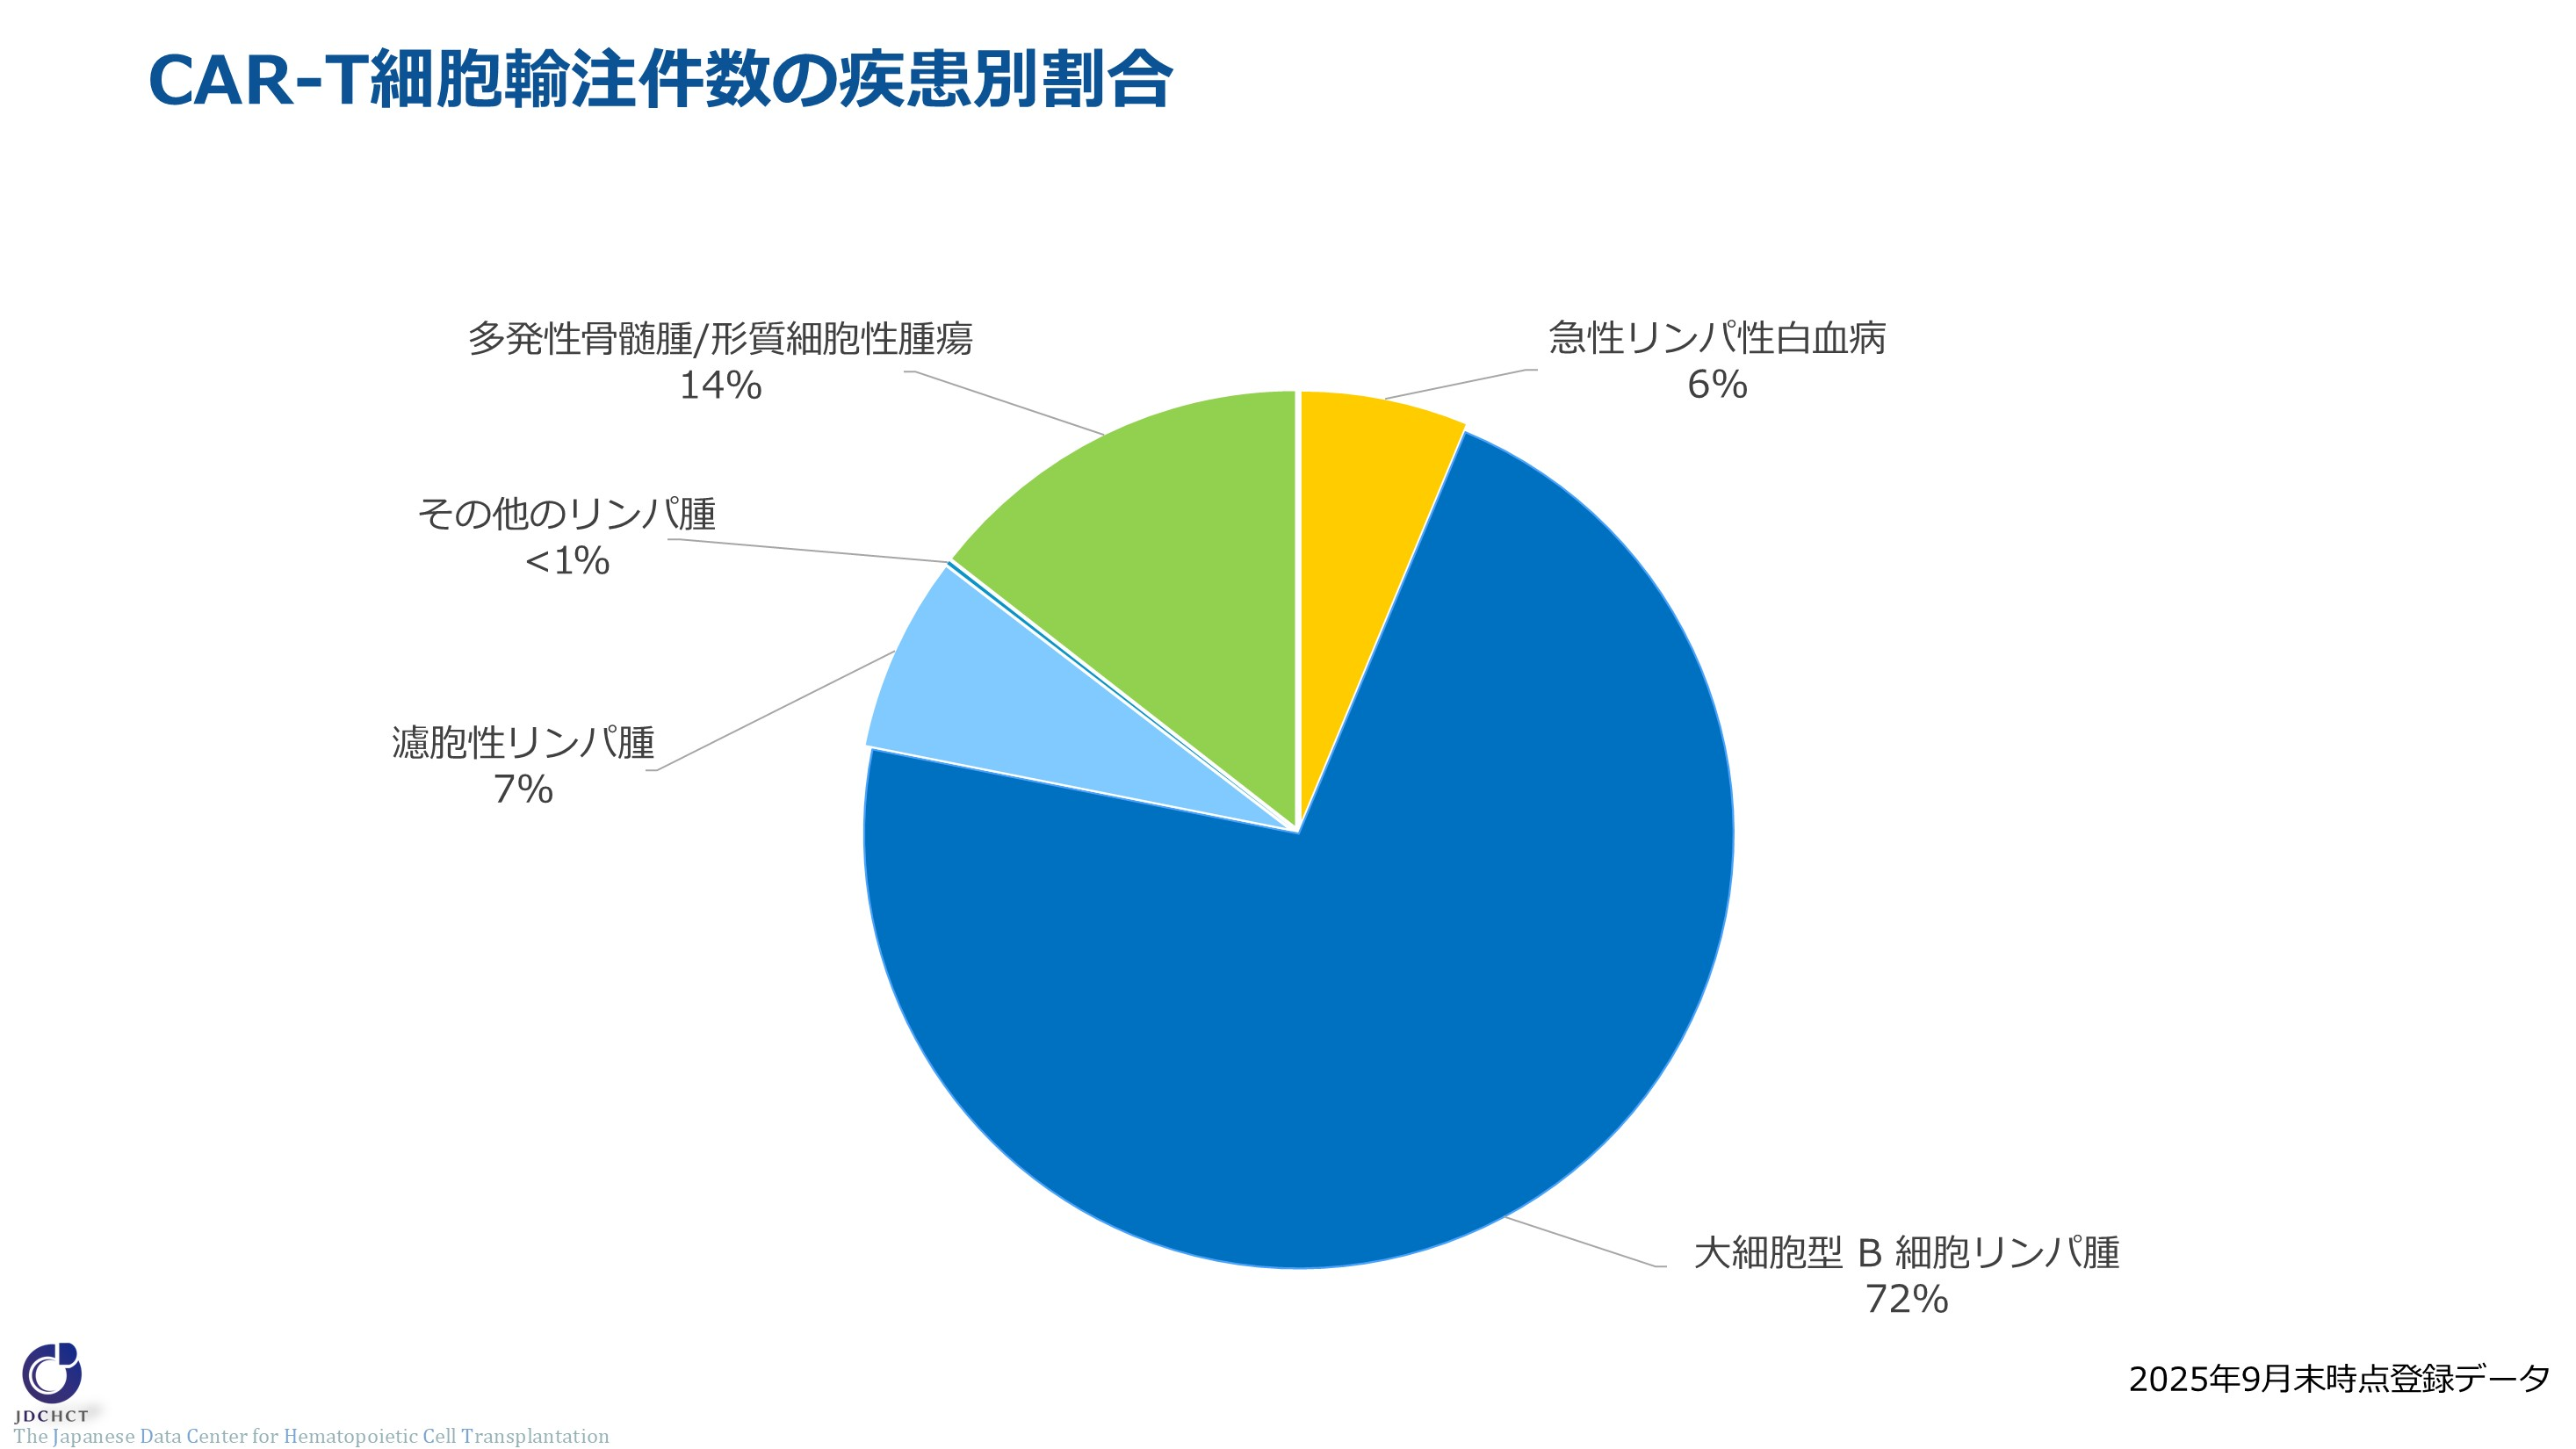 CAR-T細胞輸注件数の疾患別割合
多発性骨髄腫/形質細胞性腫瘍
14%
急性リンパ性白血病
6%
その他のリンパ腫
<1%
濾胞性リンパ腫
7%
大細胞型 B 細胞リンパ腫
72%
2025年9月末時点登録データ
JDCHCT
The Japanese Data Center for Hematopoietic Cell Transplantation